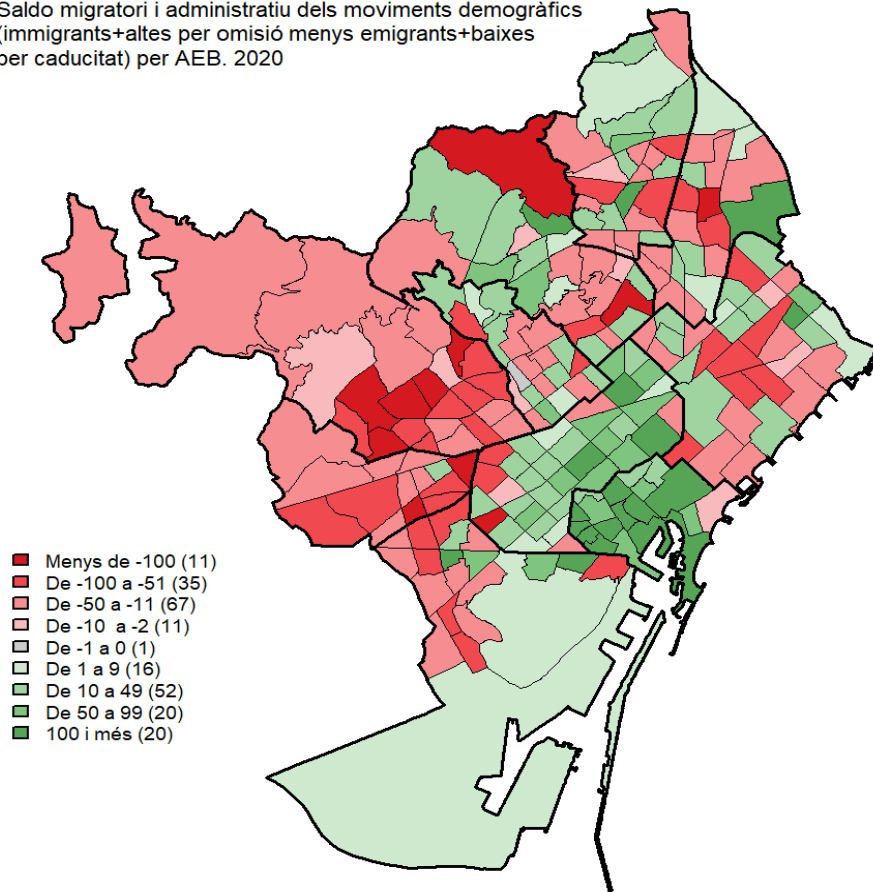 Saldo migratori i administratiu dels moviments demogràfics
(immigrants+altes per omisió menys emigrants+baixes
per caducitat) per AEB. 2020
Menys de -100 (11)
De -100 a -51 (35)
De -50 a -11 (67)
De -10 a -2 (11)
De -1 a 0 (1)
De 1 a 9 (16)
De 10 a 49 (52)
De 50 a 99 (20)
100 i més (20)